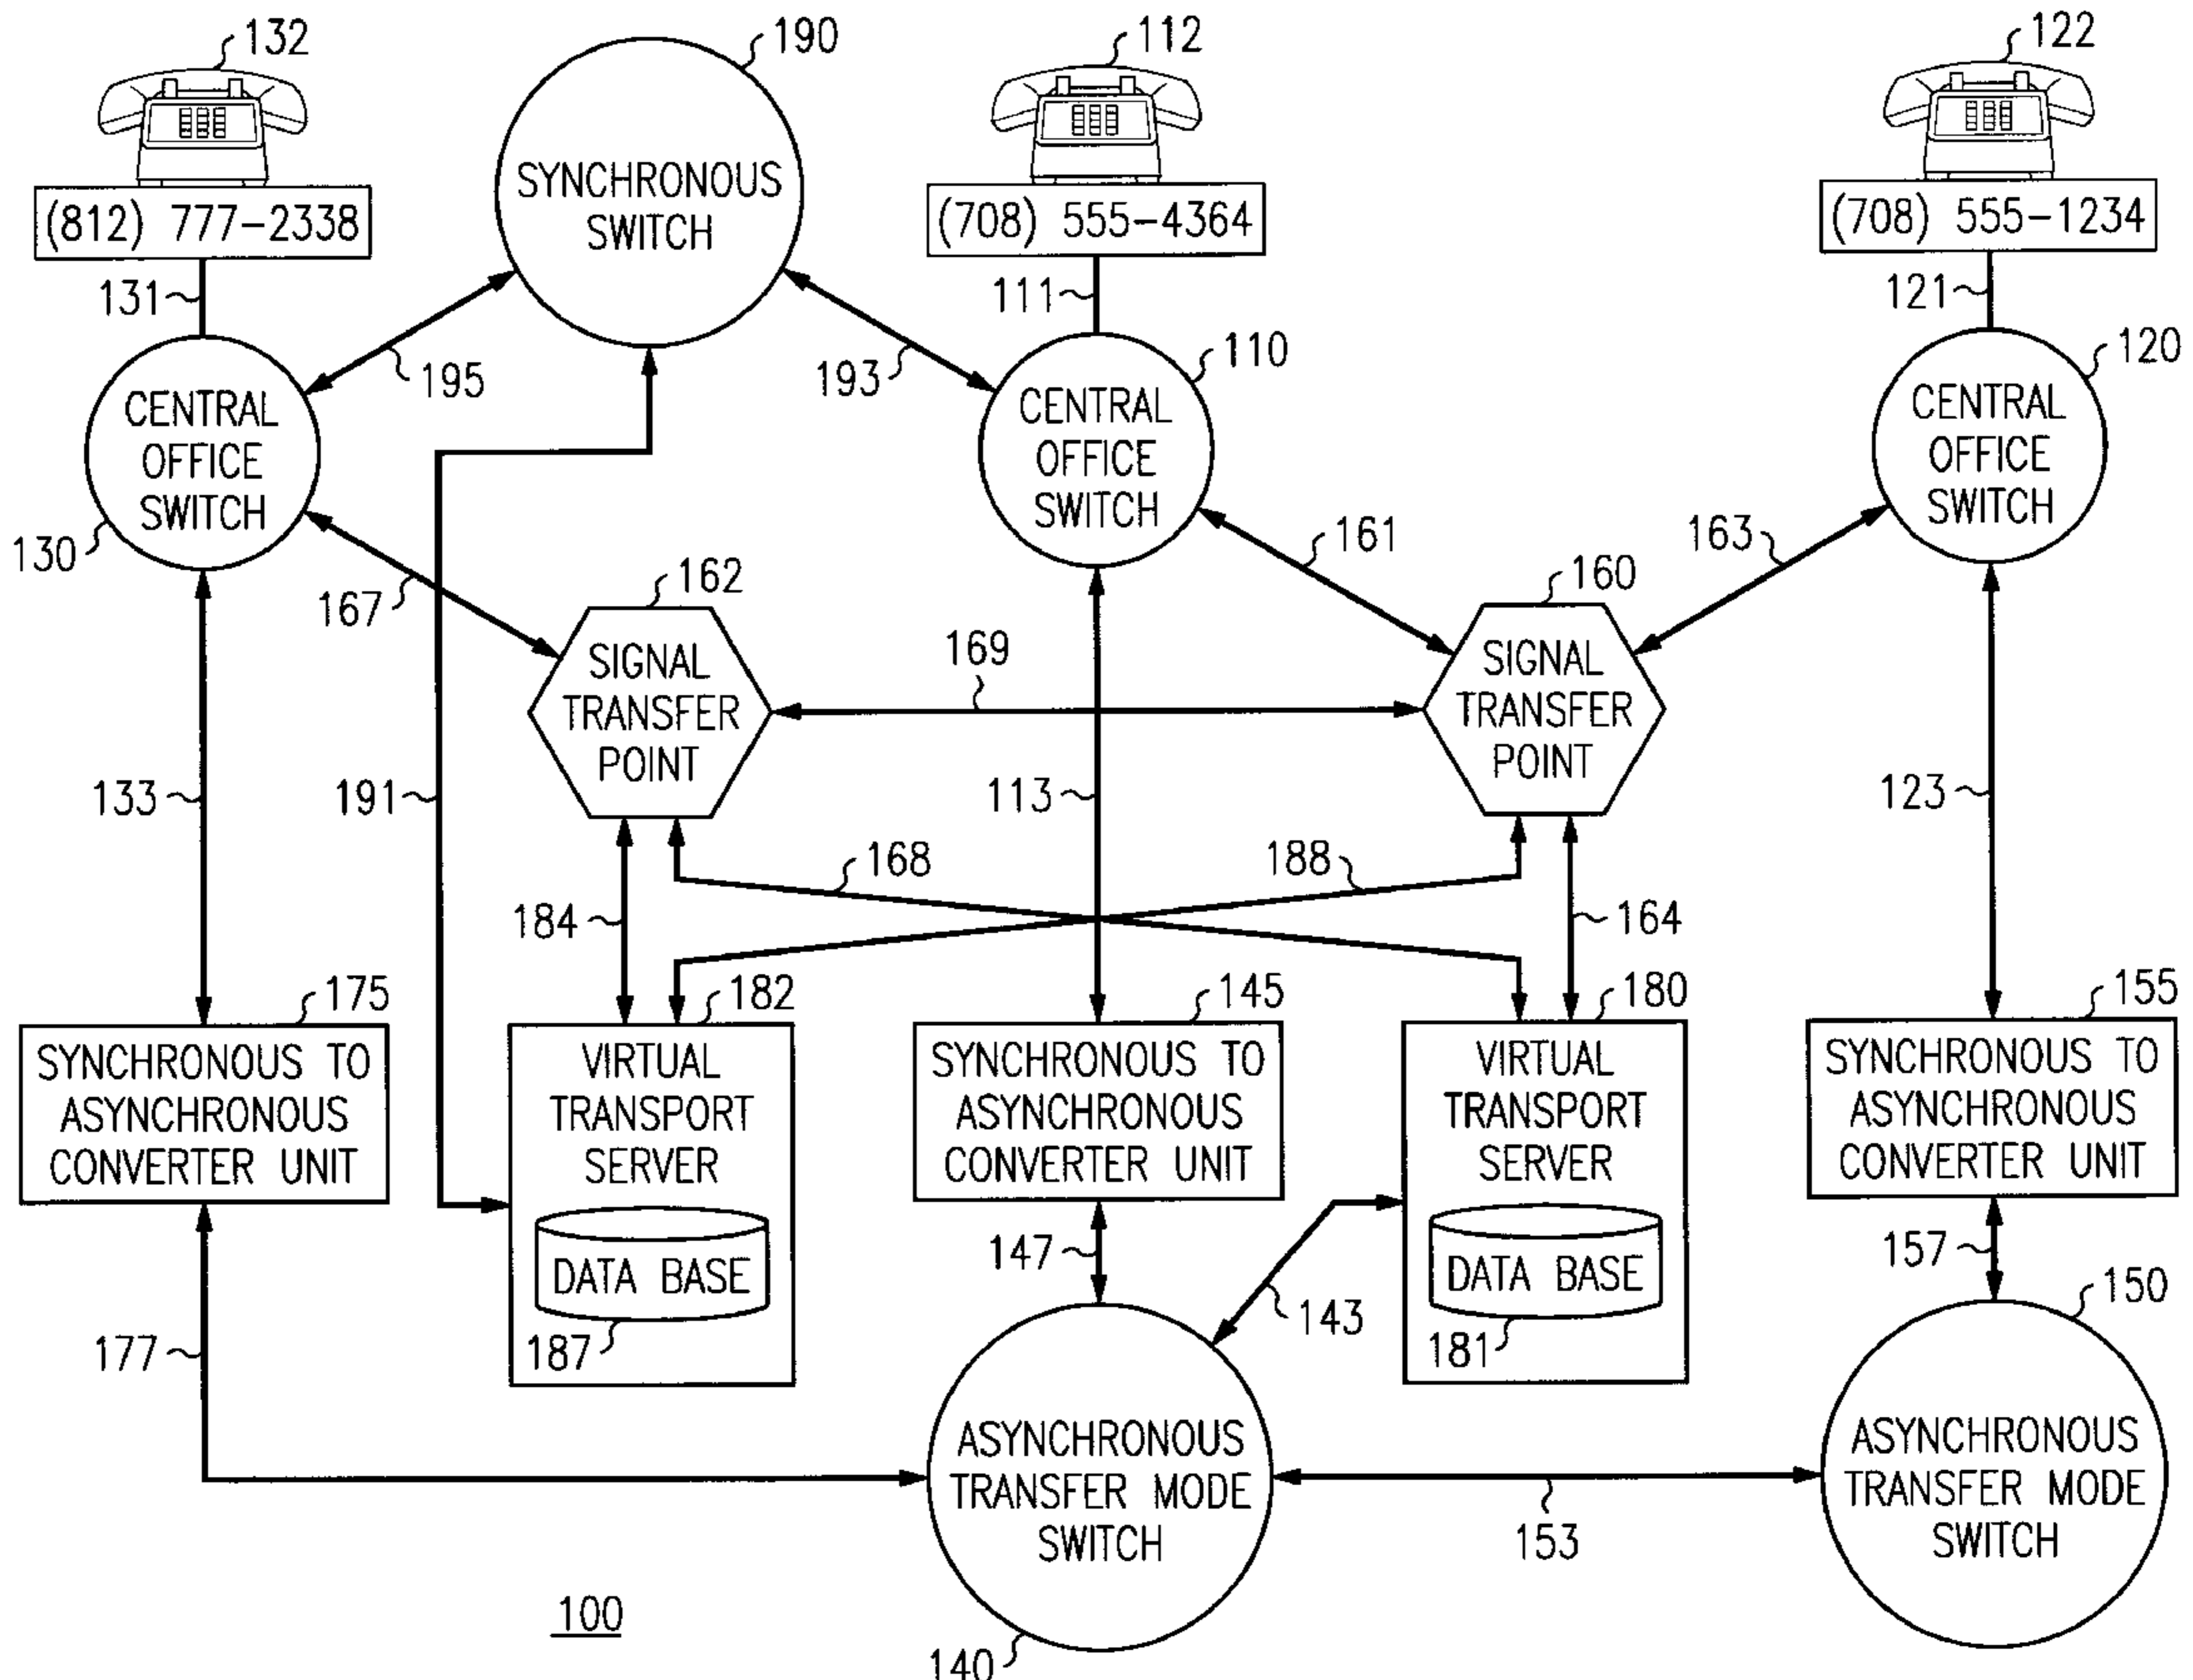 132
190
112
122
SYNCHRONOUS
SWITCH
(812) 777-2338
(708) 555-4364
(708) 555-1234
131
111
121
195
193
110
120
CENTRAL
OFFICE
SWITCH
CENTRAL
OFFICE
SWITCH
CENTRAL
OFFICE
SWITCH
130
167
162
161
163
160
SIGNAL
TRANSFER
POINT
169
SIGNAL
TRANSFER
POINT
133
191
113
123
168
188
184
164
175
182
145
180
155
SYNCHRONOUS TO
ASYNCHRONOUS
CONVERTER UNIT
VIRTUAL
TRANSPORT
SERVER
SYNCHRONOUS TO
ASYNCHRONOUS
CONVERTER UNIT
VIRTUAL
TRANSPORT
SERVER
SYNCHRONOUS TO
ASYNCHRONOUS
CONVERTER UNIT
DATA BASE
DATA BASE
147
157
187
143
181
150
177
ASYNCHRONOUS
TRANSFER MODE
SWITCH
ASYNCHRONOUS
TRANSFER MODE
SWITCH
153
100
140